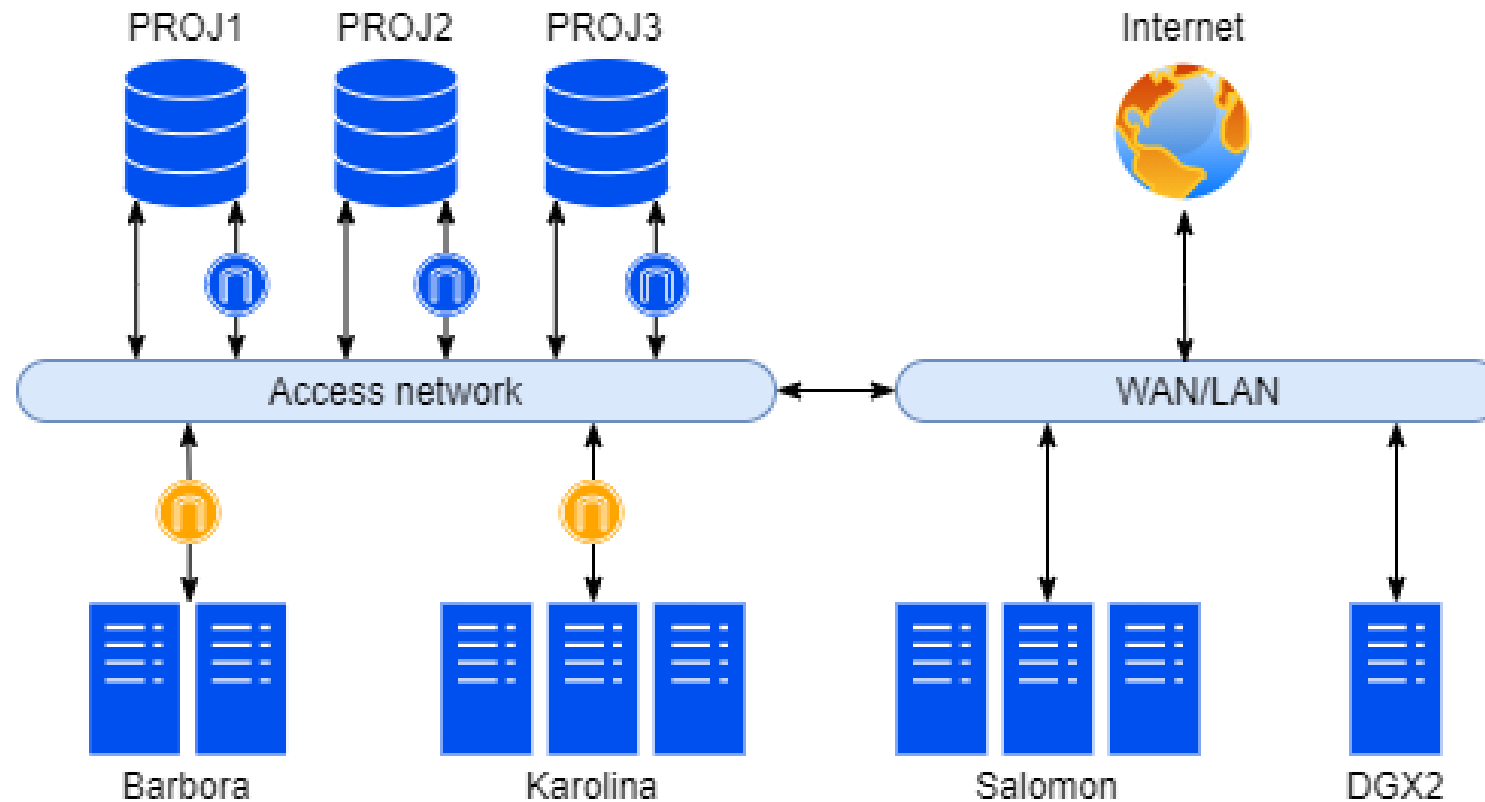 PROJ1 PROJ2 PROJ3 Internet
Access network WAN/LAN
Barbora Karolina Salomon DGX2